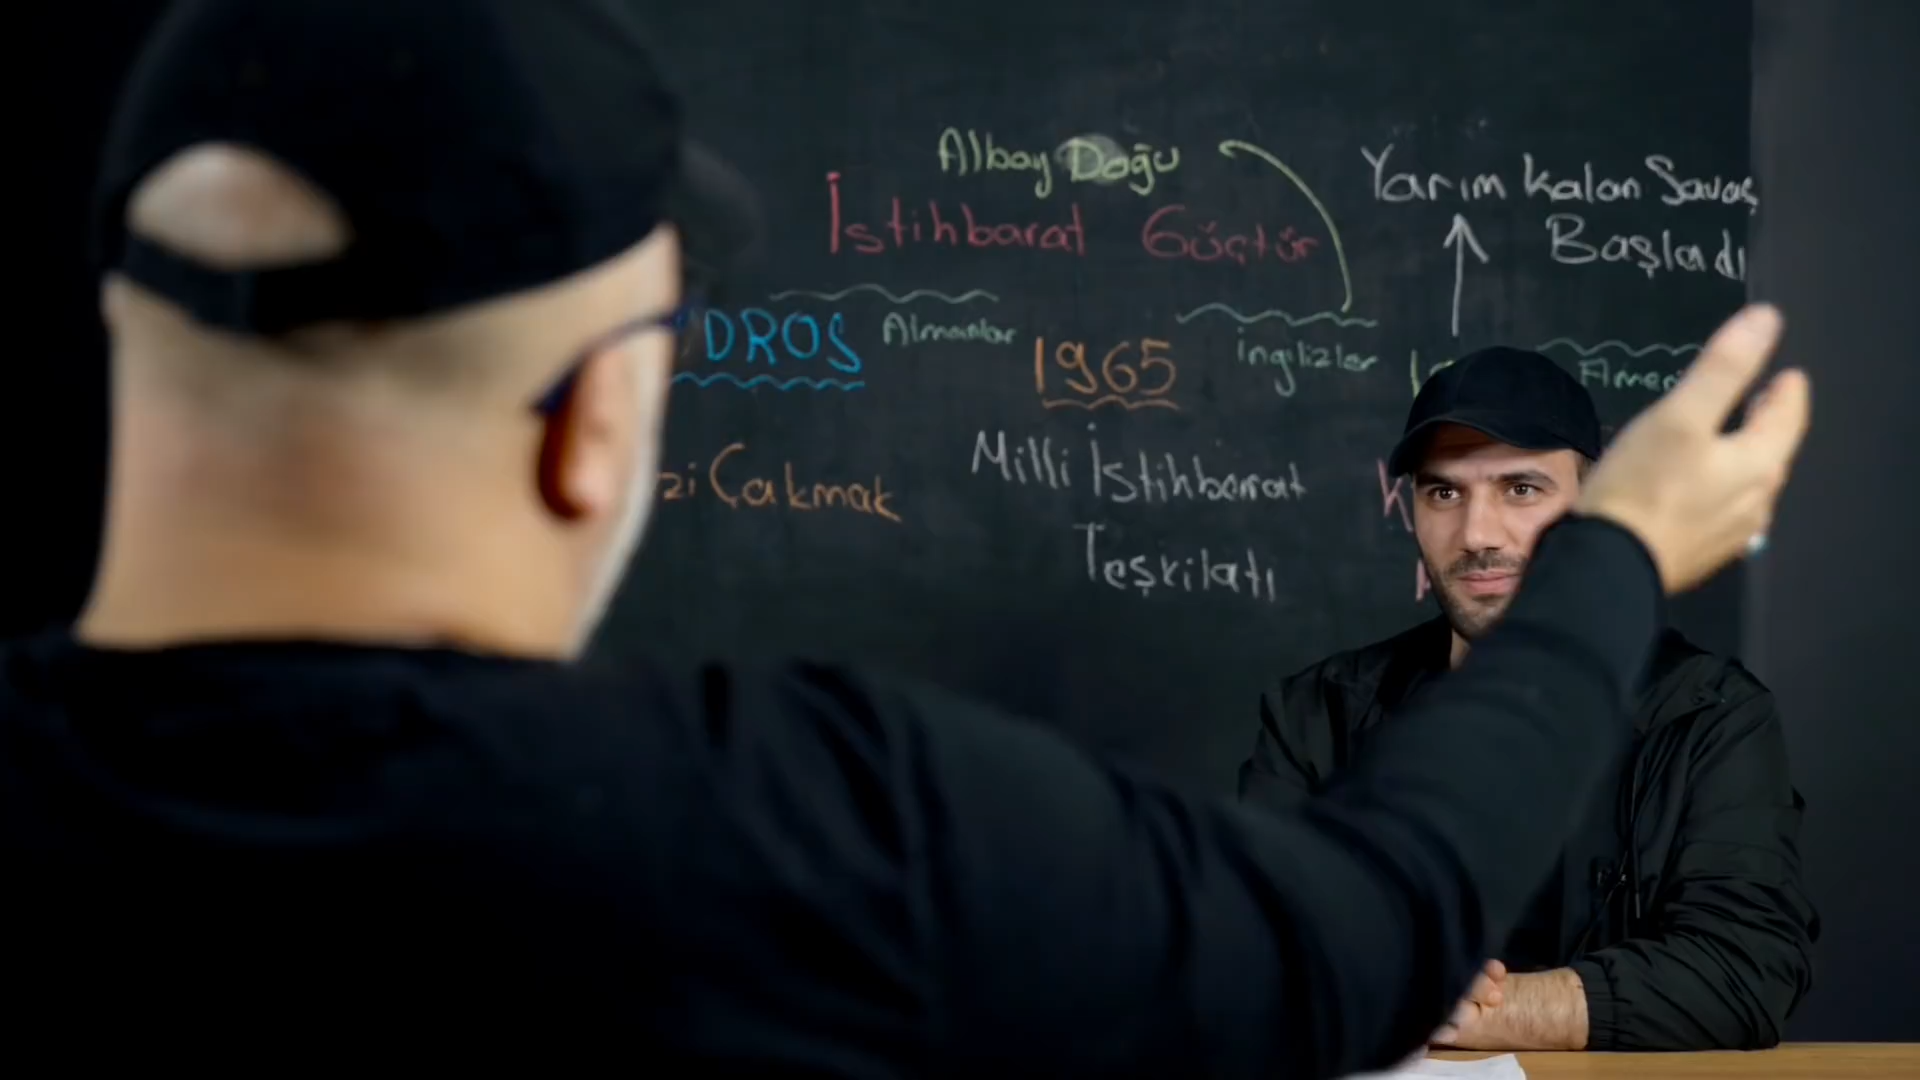 Albay Doğu
İstihbarat Güçtür
Yarım Kalan Savaş
Başladı
DROS
Almanlar
1965
İngilizler
Çakmak
Milli İstihbarat
Teşkilatı